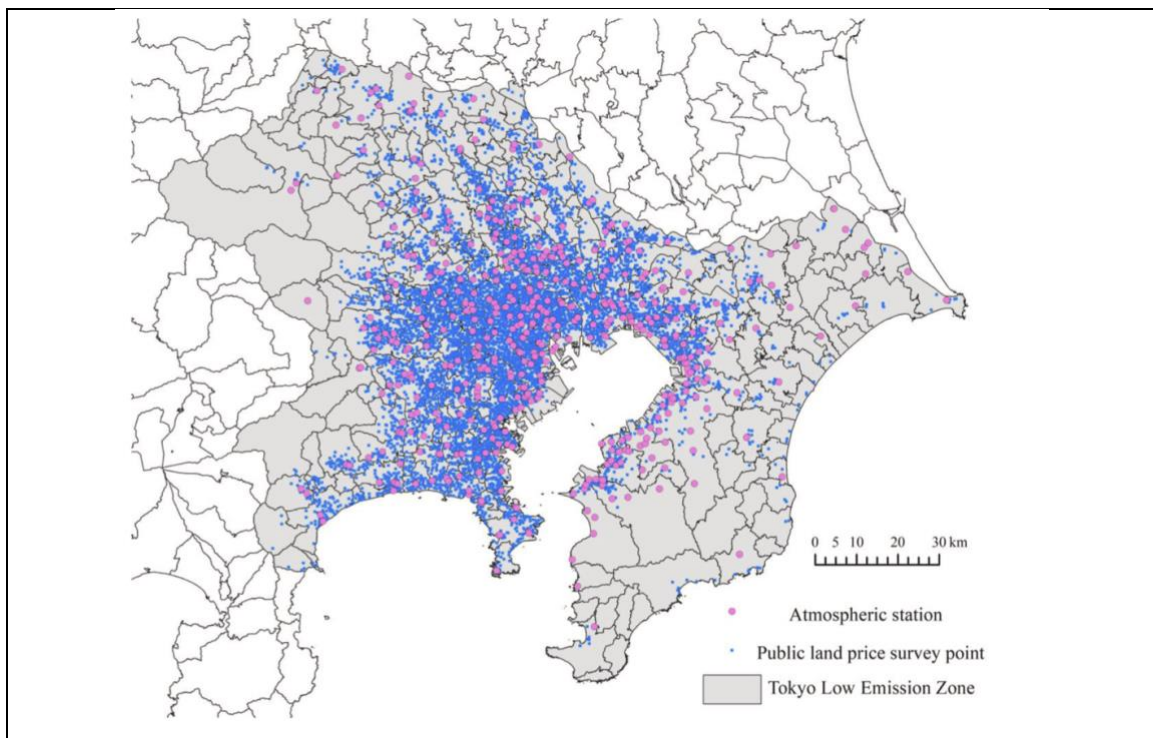 0 5 10 20 30 km
Atmospheric station
Public land price survey point
Tokyo Low Emission Zone